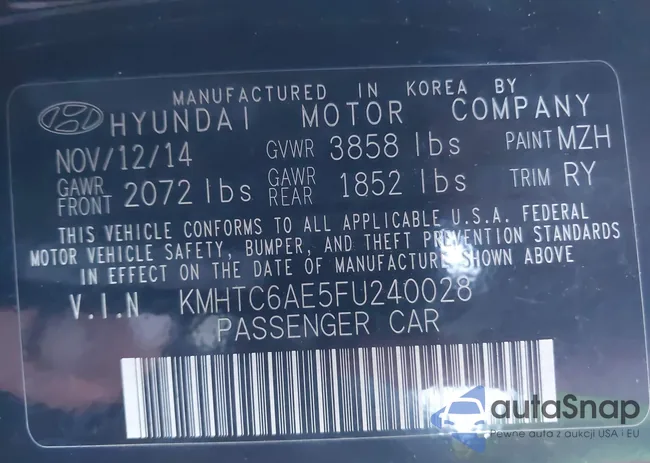 MANUFACTURED IN KOREA BY
HYUNDAI MOTOR COMPANY
NOV/12/14 GVWR 3858 lbs PAINT MZH
GAWR FRONT 2072 lbs GAWR REAR 1852 lbs TRIM RY
THIS VEHICLE CONFORMS TO ALL APPLICABLE U.S.A. FEDERAL
MOTOR VEHICLE SAFETY, BUMPER, AND THEFT PREVENTION STANDARDS
IN EFFECT ON THE DATE OF MANUFACTURE SHOWN ABOVE
V.I.N KMHTC6AE5FU240028
PASSENGER CAR
autaSnap
Pewne auta z aukcji USA i EU